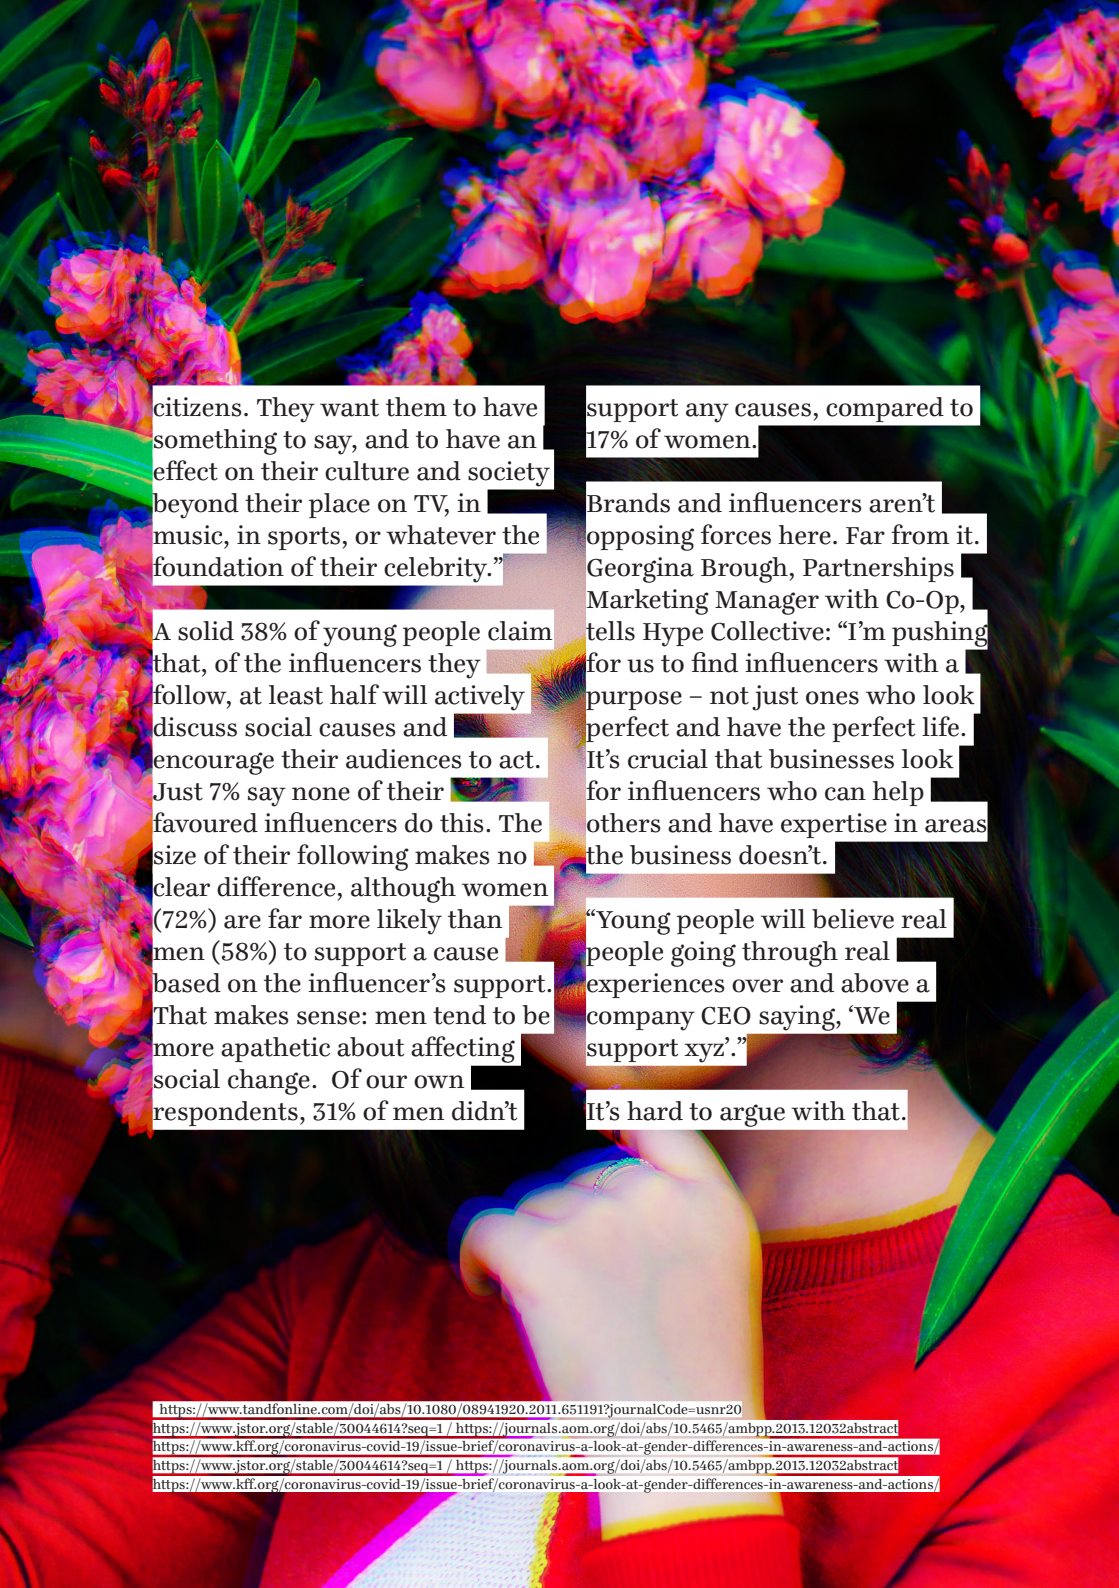 citizens. They want them to have
something to say, and to have an
effect on their culture and society
beyond their place on TV, in
music, in sports, or whatever the
foundation of their celebrity.”
A solid 38% of young people claim
that, of the influencers they
follow, at least half will actively
discuss social causes and
encourage their audiences to act.
Just 7% say none of their
favoured influencers do this. The
size of their following makes no
clear difference, although women
(72%) are far more likely than
men (58%) to support a cause
based on the influencer’s support.
That makes sense: men tend to be
more apathetic about affecting
social change.  Of our own
respondents, 31% of men didn’t
support any causes, compared to
17% of women.
Brands and influencers aren’t
opposing forces here. Far from it.
Georgina Brough, Partnerships
Marketing Manager with Co-Op,
tells Hype Collective: “I’m pushing
for us to find influencers with a
purpose – not just ones who look
perfect and have the perfect life.
It’s crucial that businesses look
for influencers who can help
others and have expertise in areas
the business doesn’t.
“Young people will believe real
people going through real
experiences over and above a
company CEO saying, ‘We
support xyz’.”
It’s hard to argue with that.
https://www.tandfonline.com/doi/abs/10.1080/08941920.2011.651191?journalCode=usnr20
https://www.jstor.org/stable/30044614?seq=1 / https://journals.aom.org/doi/abs/10.5465/ambpp.2013.12032abstract
https://www.kff.org/coronavirus-covid-19/issue-brief/coronavirus-a-look-at-gender-differences-in-awareness-and-actions/
https://www.jstor.org/stable/30044614?seq=1 / https://journals.aom.org/doi/abs/10.5465/ambpp.2013.12032abstract
https://www.kff.org/coronavirus-covid-19/issue-brief/coronavirus-a-look-at-gender-differences-in-awareness-and-actions/